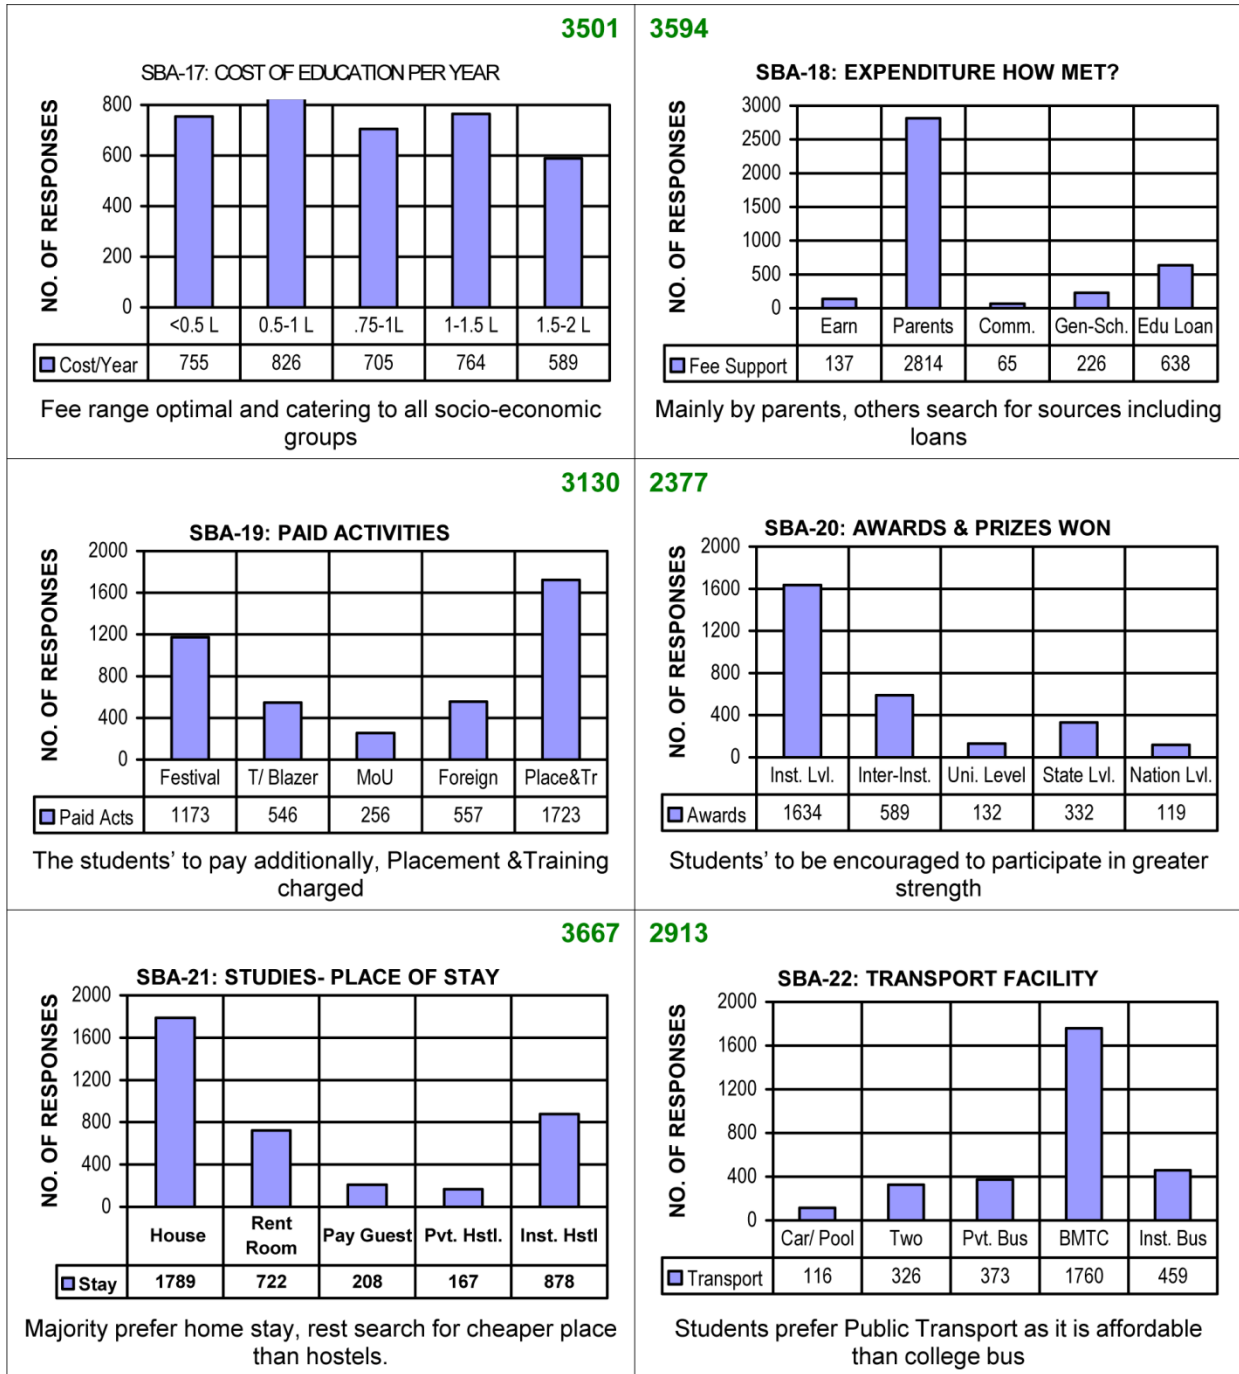 3501
SBA-17: COST OF EDUCATION PER YEAR
NO. OF RESPONSES
800
600
400
200
0
<0.5 L 0.5-1 L .75-1L 1-1.5 L 1.5-2 L
Cost/Year 755 826 705 764 589
Fee range optimal and catering to all socio-economic
groups
3594
SBA-18: EXPENDITURE HOW MET?
NO. OF RESPONSES
3000
2500
2000
1500
1000
500
0
Earn Parents Comm. Gen-Sch. Edu Loan
Fee Support 137 2814 65 226 638
Mainly by parents, others search for sources including
loans
3130
SBA-19: PAID ACTIVITIES
NO. OF RESPONSES
2000
1600
1200
800
400
0
Festival T/ Blazer MoU Foreign Place&Tr
Paid Acts 1173 546 256 557 1723
The students' to pay additionally, Placement &Training
charged
2377
SBA-20: AWARDS & PRIZES WON
NO. OF RESPONSES
2000
1600
1200
800
400
0
Inst. Lvl. Inter-Inst. Uni. Level State Lvl. Nation Lvl.
Awards 1634 589 132 332 119
Students' to be encouraged to participate in greater
strength
3667
SBA-21: STUDIES- PLACE OF STAY
NO. OF RESPONSES
2000
1600
1200
800
400
0
House Rent Room Pay Guest Pvt. Hstl. Inst. Hstl
Stay 1789 722 208 167 878
Majority prefer home stay, rest search for cheaper place
than hostels.
2913
SBA-22: TRANSPORT FACILITY
NO. OF RESPONSES
2000
1600
1200
800
400
0
Car/ Pool Two Pvt. Bus BMTC Inst. Bus
Transport 116 326 373 1760 459
Students prefer Public Transport as it is affordable
than college bus